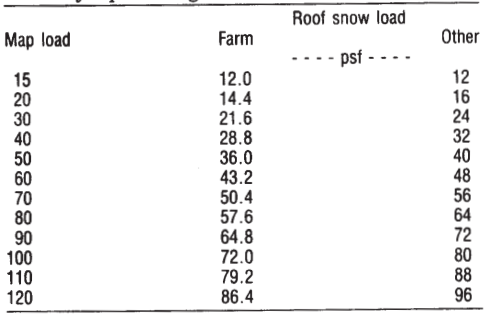 Roof snow load
Map load Farm Other
- - - - psf - - - -
15 12.0 12
20 14.4 16
30 21.6 24
40 28.8 32
50 36.0 40
60 43.2 48
70 50.4 56
80 57.6 64
90 64.8 72
100 72.0 80
110 79.2 88
120 86.4 96